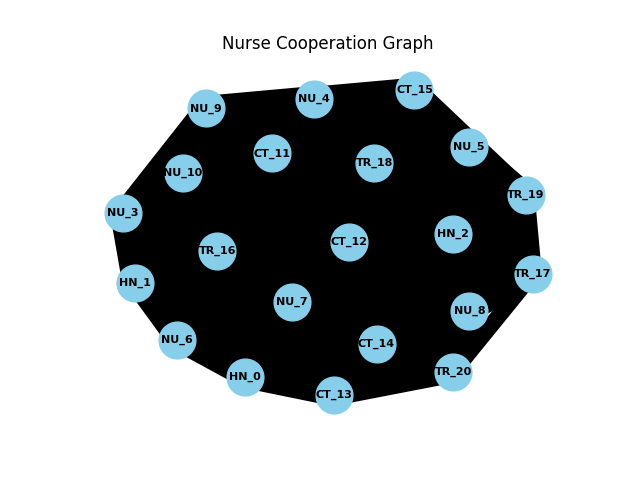 Nurse Cooperation Graph
CT_15
NU_4
NU_9
NU_5
CT_11
TR_18
NU_10
TR_19
NU_3
HN_2
CT_12
TR_16
TR_17
HN_1
NU_7
NU_8
NU_6
CT_14
TR_20
HN_0
CT_13